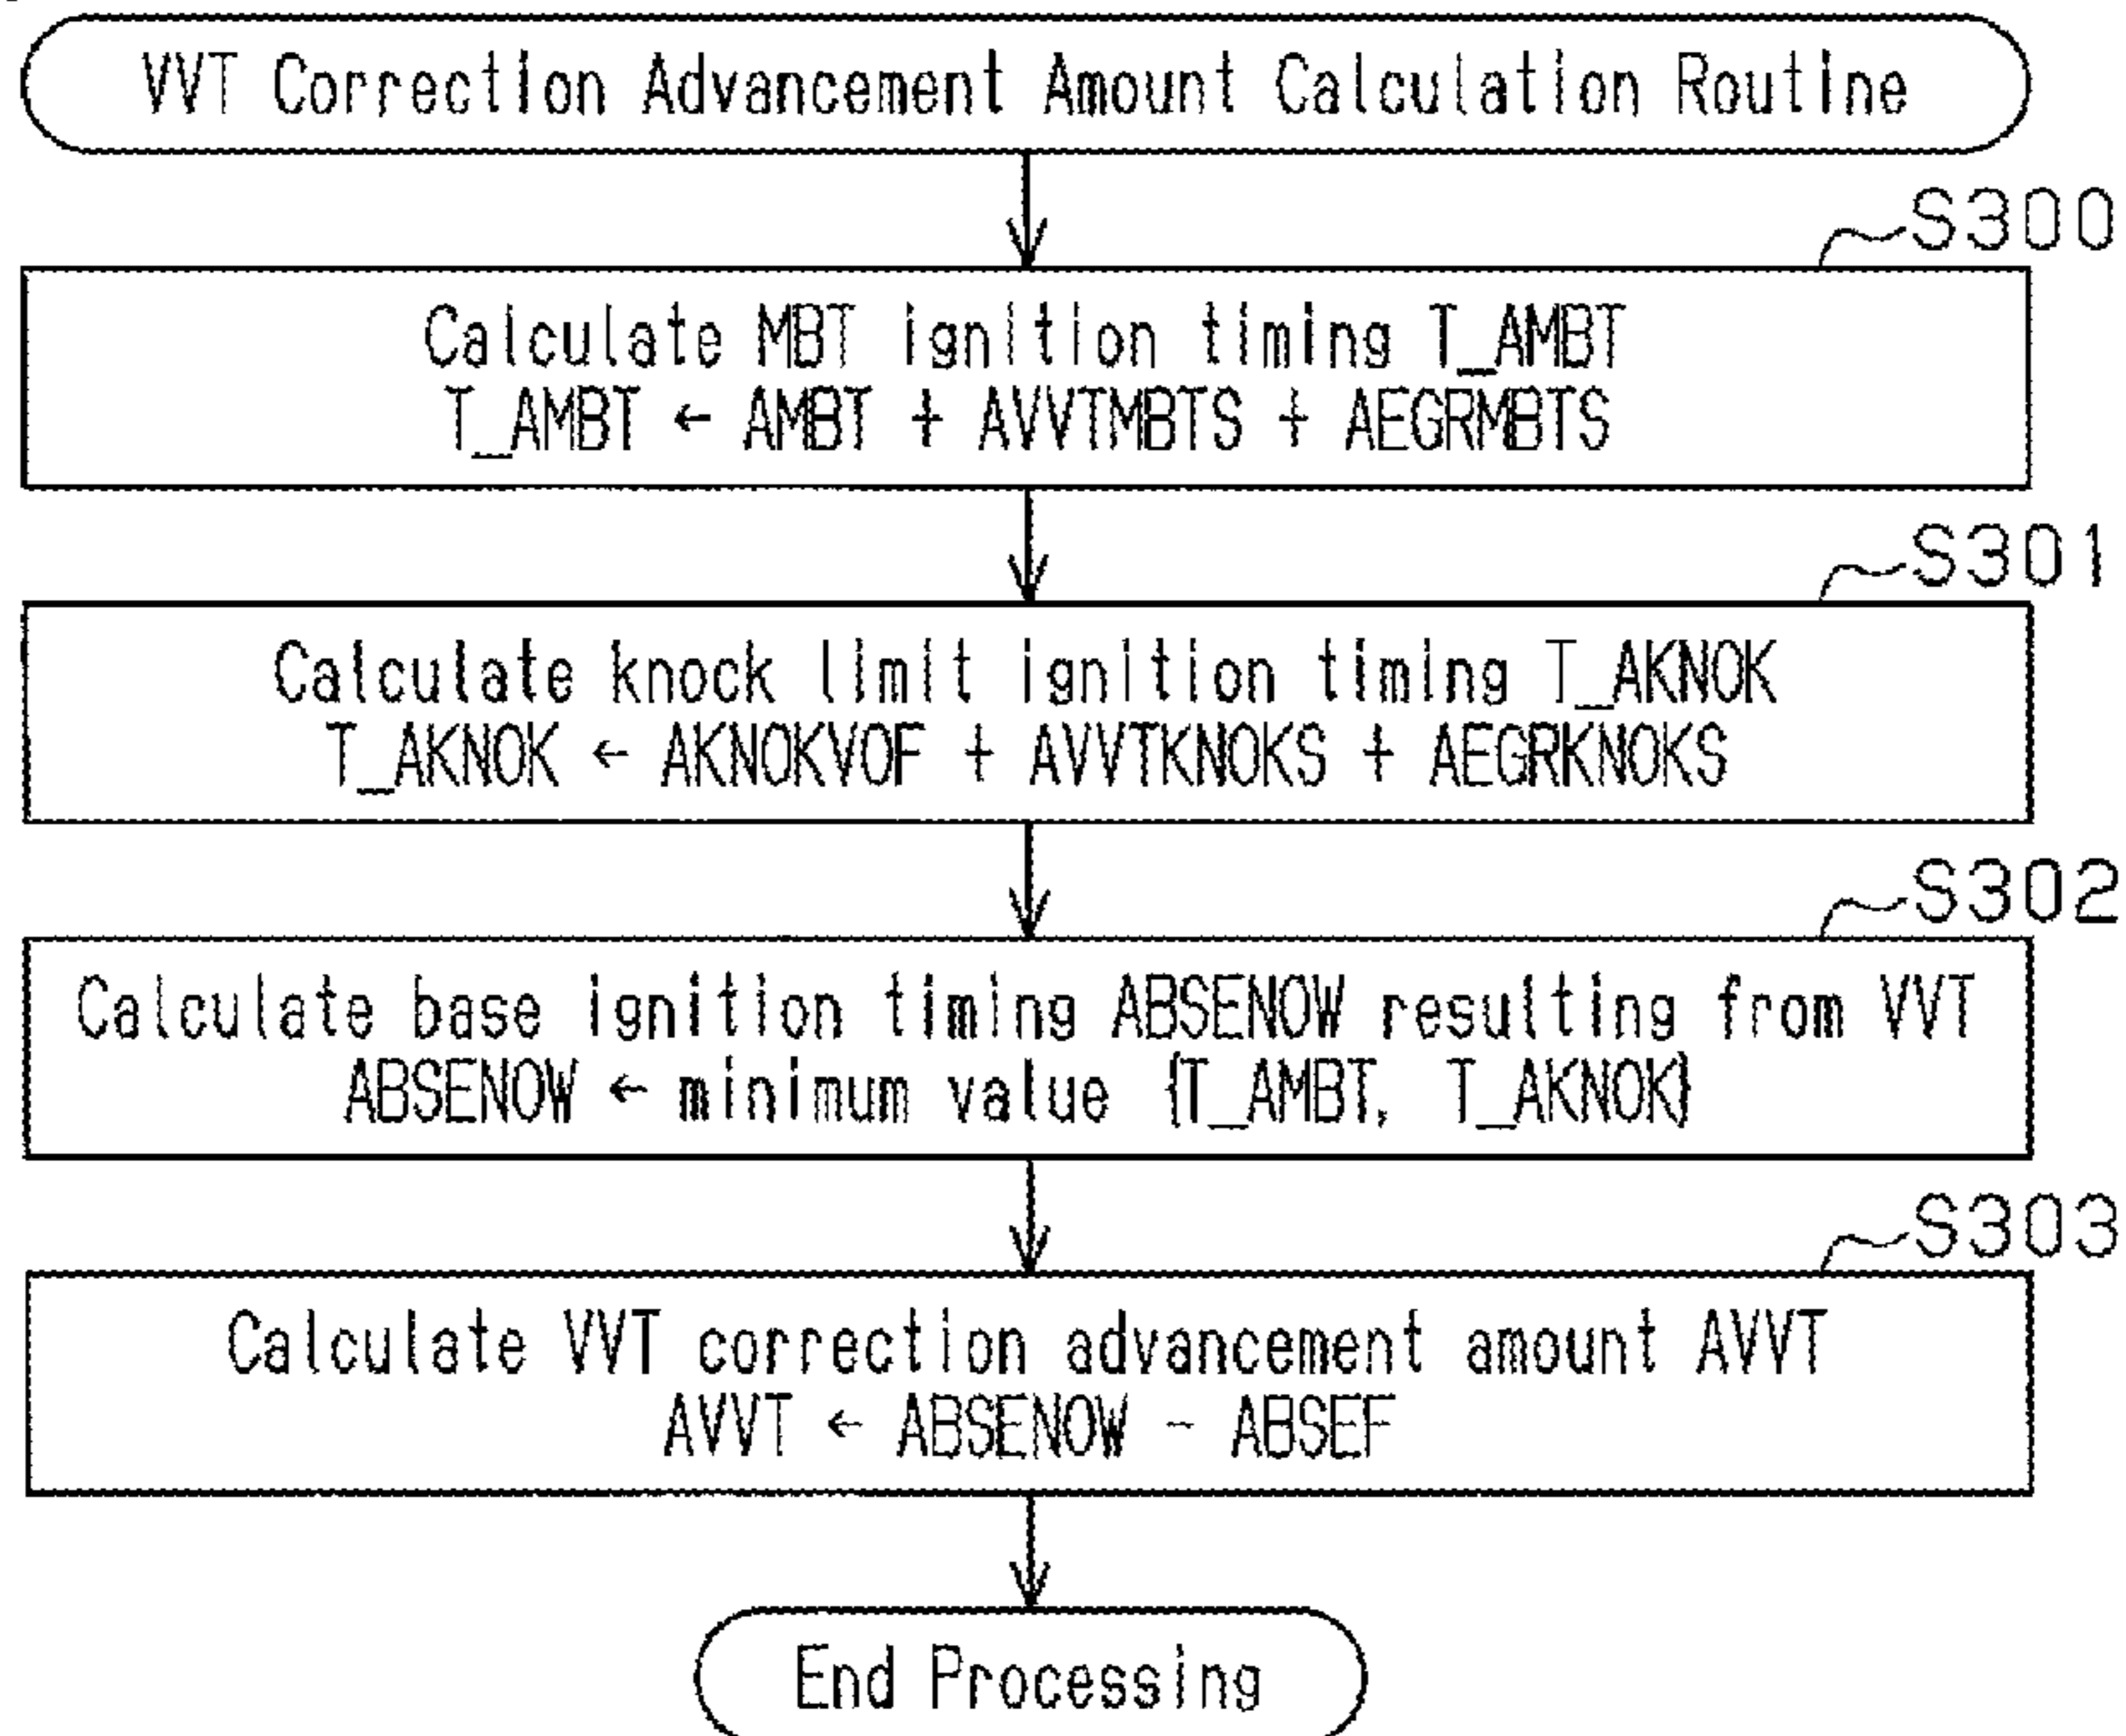 VVT Correction Advancement Amount Calculation Routine
S300
Calculate MBT ignition timing T_AMBT
T_AMBT ← AMBT + AVVTMBTS + AEGRMBTS
S301
Calculate knock limit ignition timing T_AKNOK
T_AKNOK ← AKNOKVOF + AVVTKNOKS + AEGRKNOKS
S302
Calculate base ignition timing ABSENOW resulting from VVT
ABSENOW ← minimum value {T_AMBT, T_AKNOK}
S303
Calculate VVT correction advancement amount AVVT
AVVT ← ABSENOW - ABSEF
End Processing